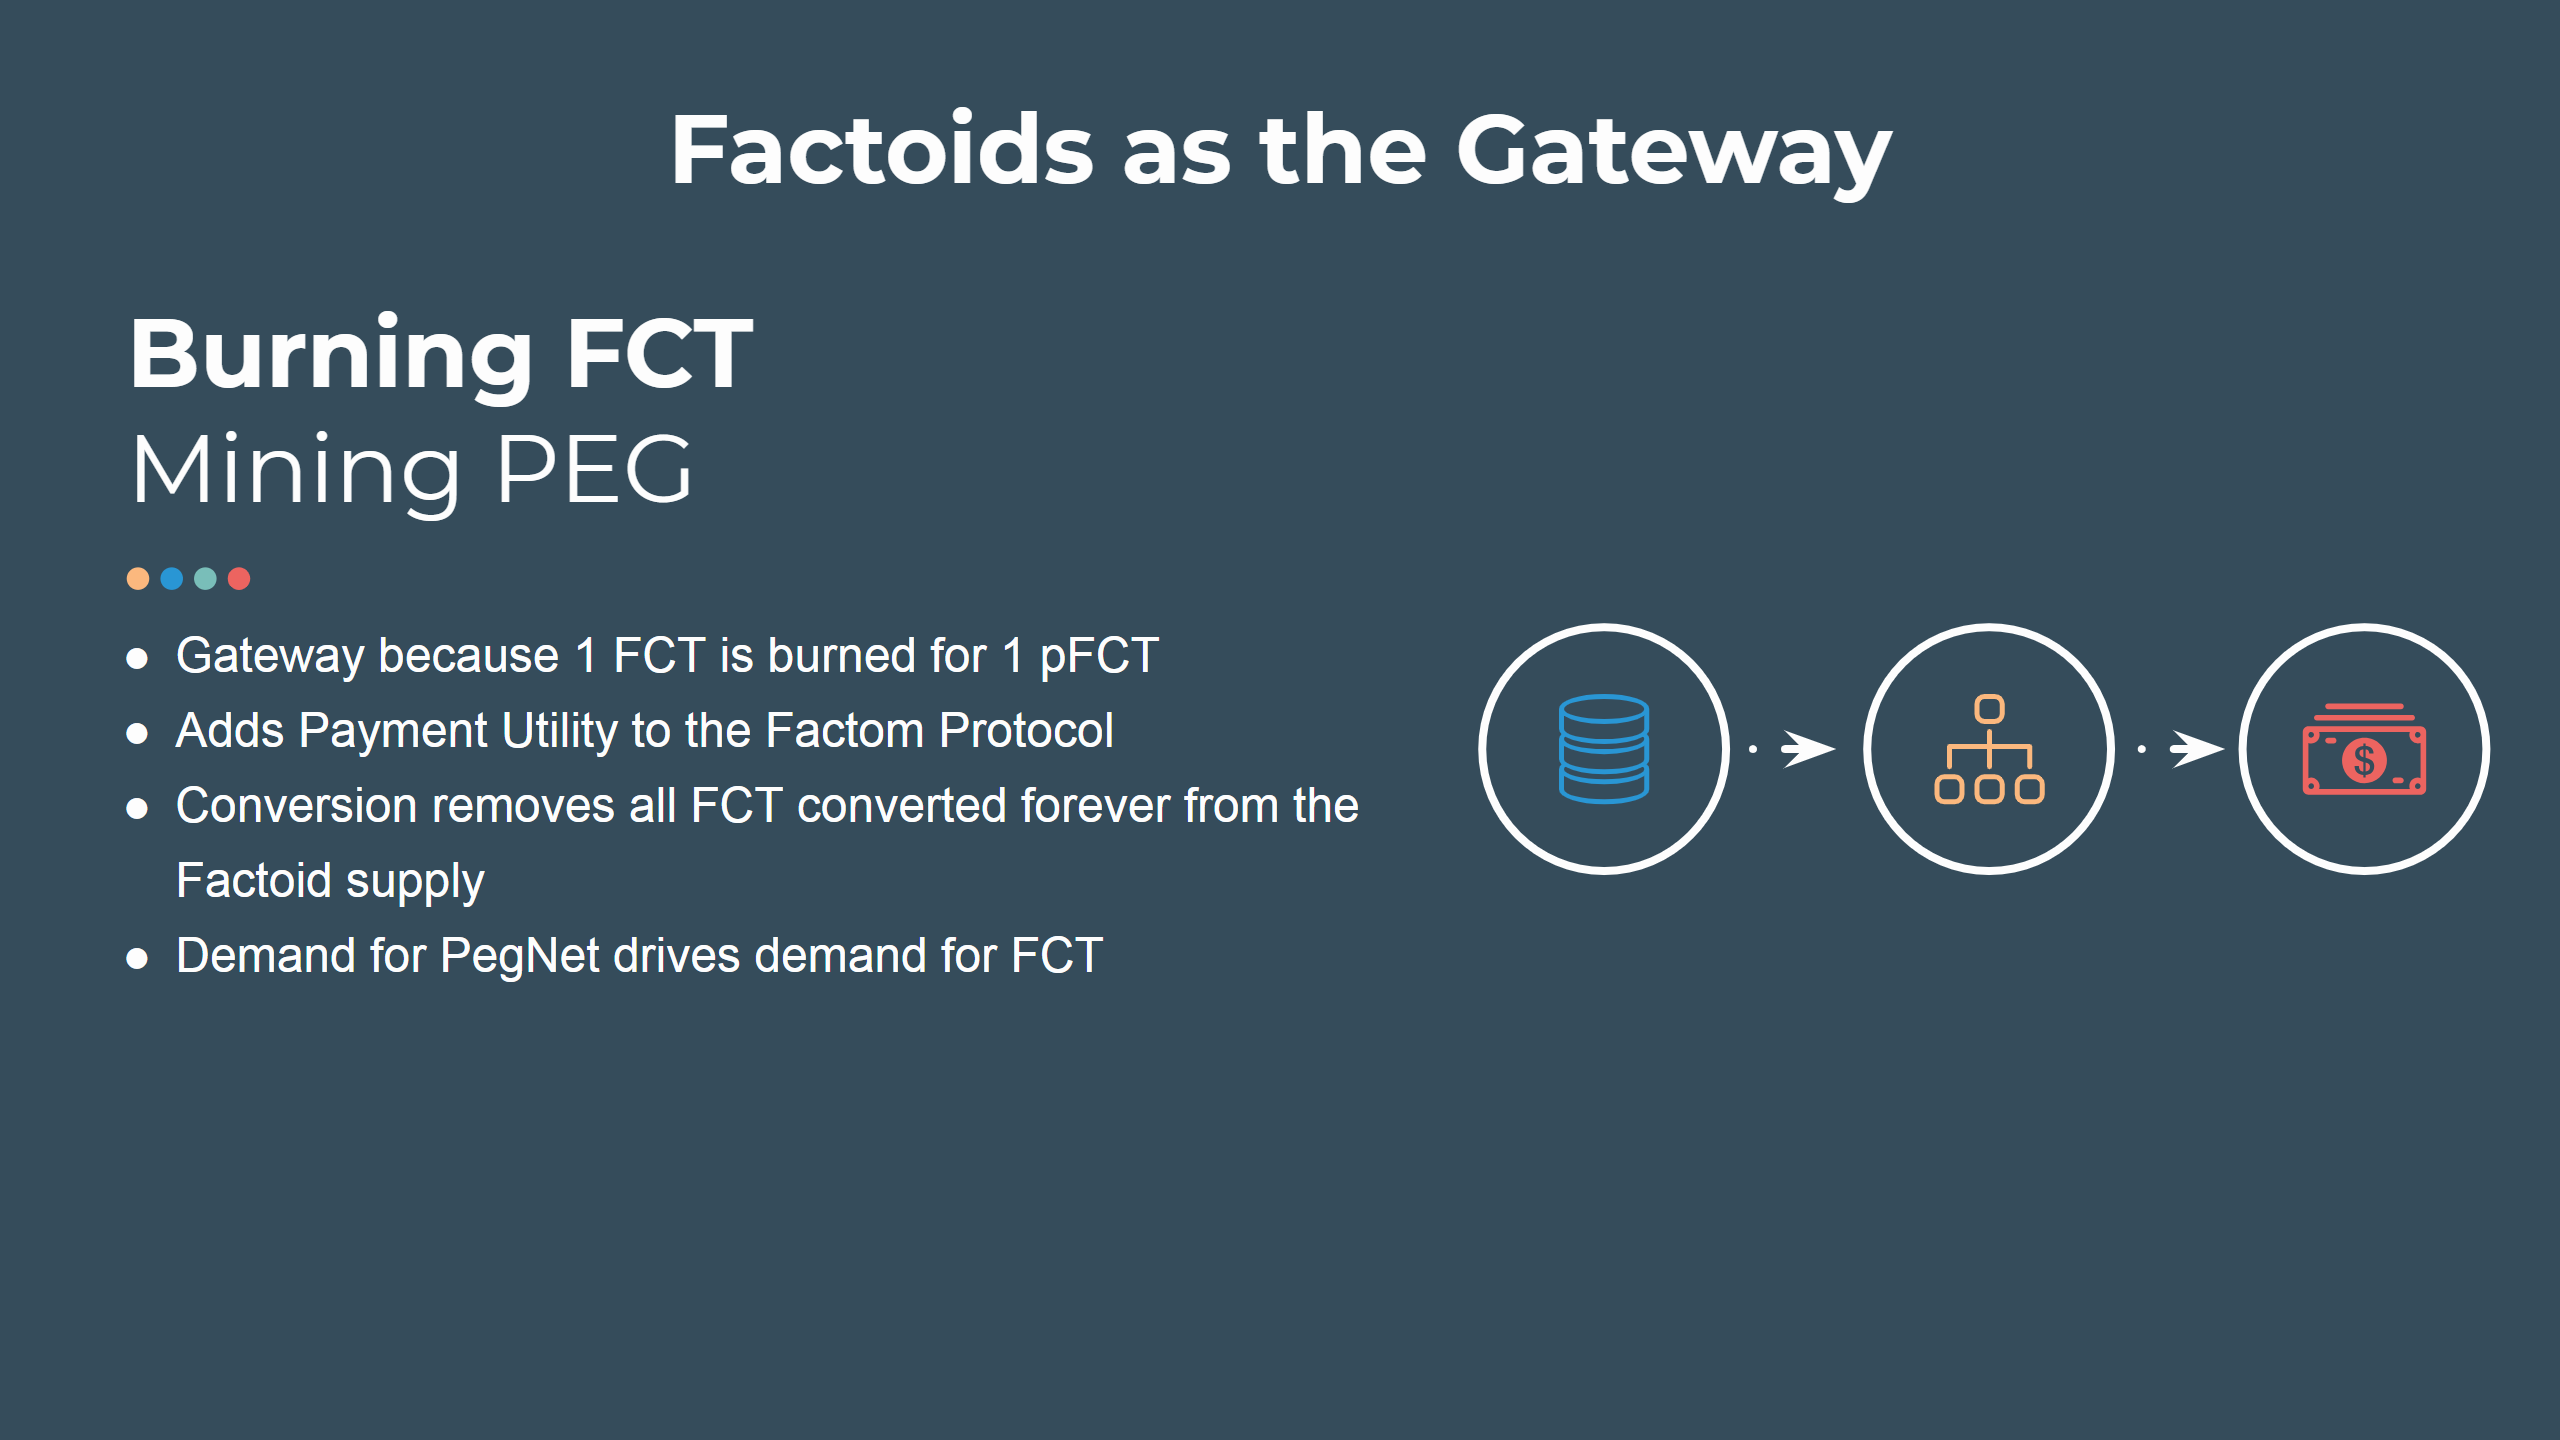 Factoids as the Gateway
Burning FCT
Mining PEG
● Gateway because 1 FCT is burned for 1 pFCT
● Adds Payment Utility to the Factom Protocol
● Conversion removes all FCT converted forever from the
Factoid supply
● Demand for PegNet drives demand for FCT
$